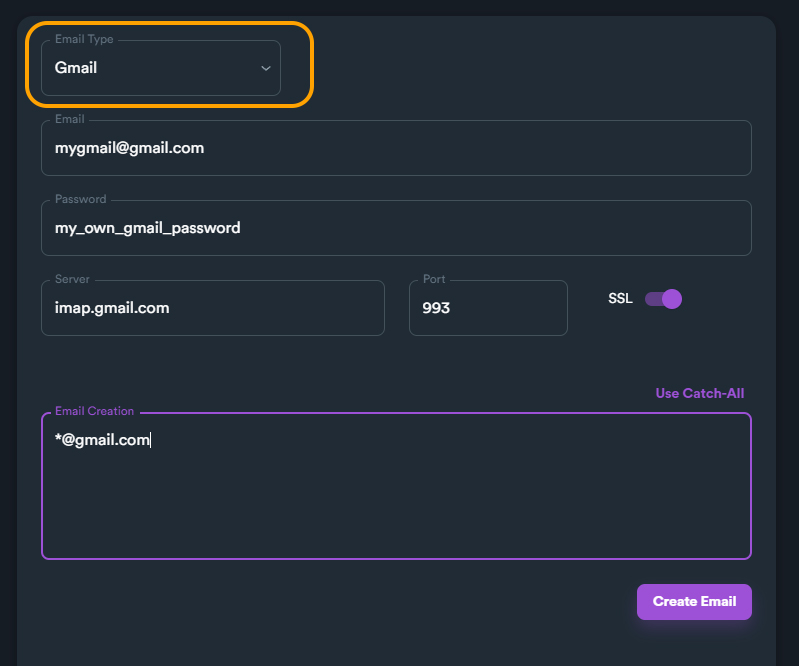 Email Type
Gmail
Email
mygmail@gmail.com
Password
my_own_gmail_password
Server
imap.gmail.com
Port
993
SSL
Use Catch-All
Email Creation
*@gmail.com
Create Email